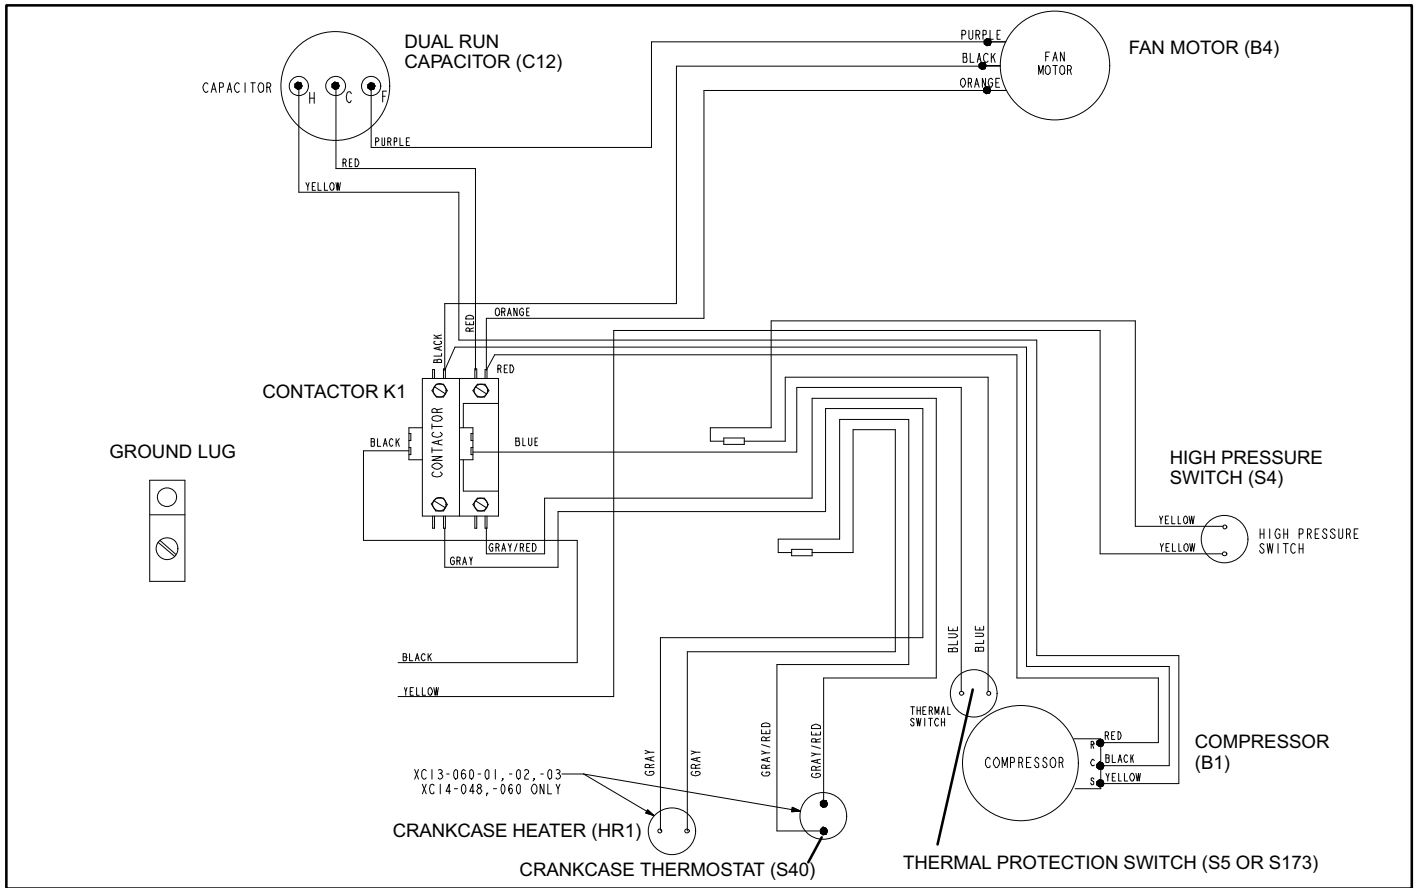 DUAL RUN
CAPACITOR (C12)
CAPACITOR
H
C
F
PURPLE
RED
YELLOW
PURPLE
BLACK
ORANGE
FAN
MOTOR
FAN MOTOR (B4)
BLACK
RED
ORANGE
RED
CONTACTOR K1
CONTACTOR
BLACK
BLUE
GROUND LUG
GRAY/RED
GRAY
HIGH PRESSURE
SWITCH (S4)
YELLOW
YELLOW
HIGH PRESSURE
SWITCH
BLACK
YELLOW
BLUE
BLUE
THERMAL
SWITCH
GRAY
GRAY
GRAY/RED
GRAY/RED
COMPRESSOR
R
C
S
RED
BLACK
YELLOW
COMPRESSOR
(B1)
XC13-060-01,-02,-03
XC14-048,-060 ONLY
CRANKCASE HEATER (HR1)
CRANKCASE THERMOSTAT (S40)
THERMAL PROTECTION SWITCH (S5 OR S173)